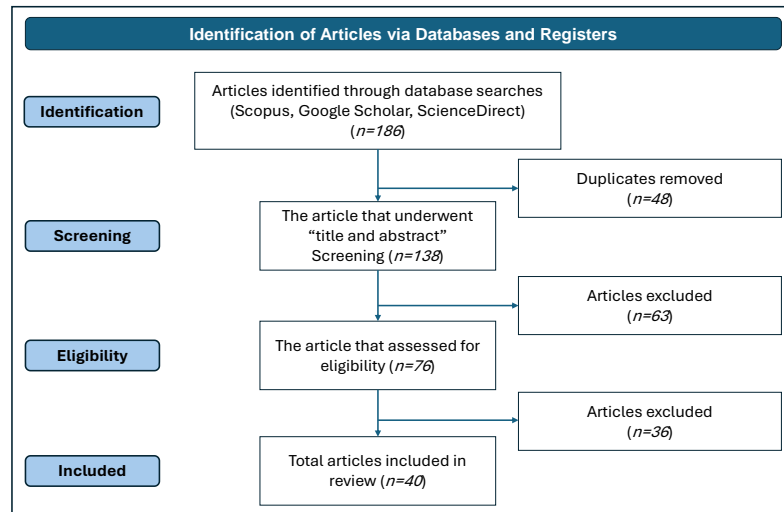 Identification of Articles via Databases and Registers
Identification
Articles identified through database searches
(Scopus, Google Scholar, ScienceDirect)
(n=186)
Duplicates removed
(n=48)
Screening
The article that underwent
“title and abstract”
Screening (n=138)
Articles excluded
(n=63)
Eligibility
The article that assessed for
eligibility (n=76)
Articles excluded
(n=36)
Included
Total articles included in
review (n=40)